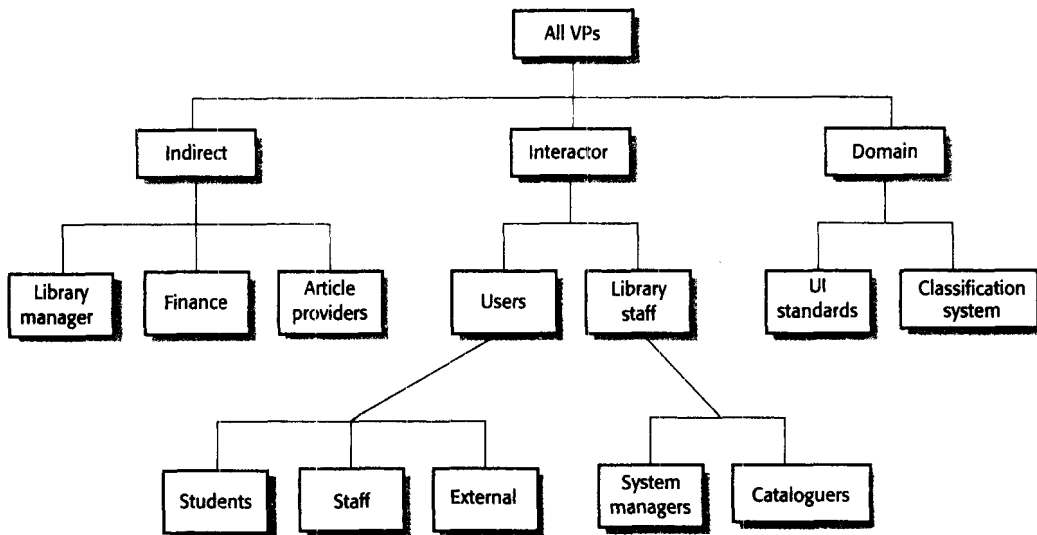 All VPs
Indirect
Interactor
Domain
Library
manager
Finance
Article
providers
Users
Library
staff
UI
standards
Classification
system
Students
Staff
External
System
managers
Cataloguers